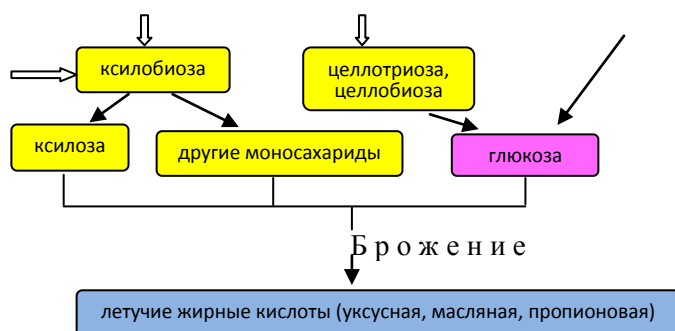 ксилобиоза
целлотриоза,
целлобиоза
ксилоза
другие моносахариды
глюкоза
Брожение
летучие жирные кислоты (уксусная, масляная, пропионовая)